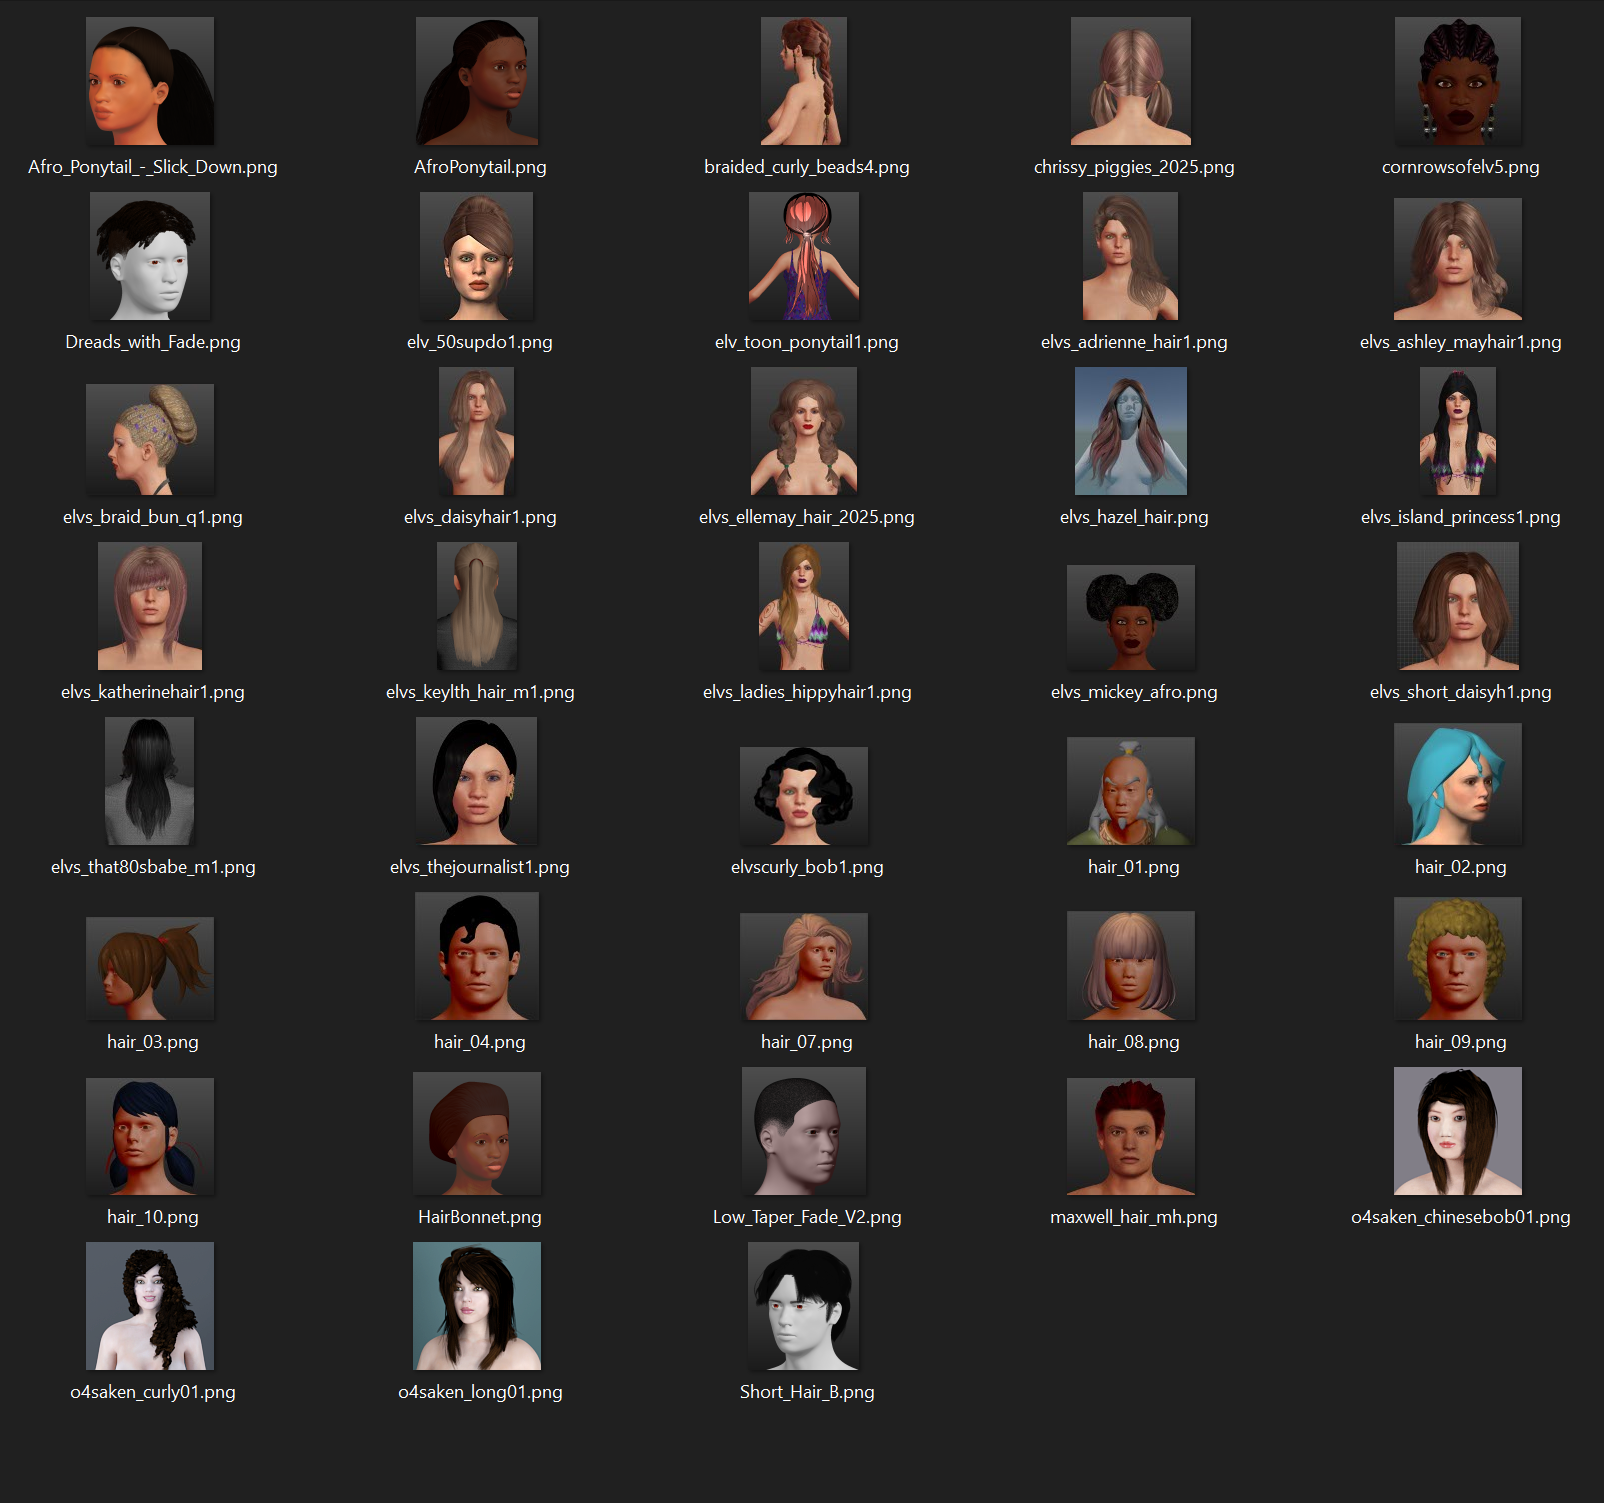 Afro_Ponytail_-_Slick_Down.png
AfroPonytail.png
braided_curly_beads4.png
chrissy_piggies_2025.png
cornrowsofelv5.png
Dreads_with_Fade.png
elv_50supdo1.png
elv_toon_ponytail1.png
elvs_adrienne_hair1.png
elvs_ashley_mayhair1.png
elvs_braid_bun_q1.png
elvs_daisyhair1.png
elvs_ellemay_hair_2025.png
elvs_hazel_hair.png
elvs_island_princess1.png
elvs_katherinehair1.png
elvs_keylth_hair_m1.png
elvs_ladies_hippyhair1.png
elvs_mickey_afro.png
elvs_short_daisyh1.png
elvs_that80sbabe_m1.png
elvs_thejournalist1.png
elvscurly_bob1.png
hair_01.png
hair_02.png
hair_03.png
hair_04.png
hair_07.png
hair_08.png
hair_09.png
hair_10.png
HairBonnet.png
Low_Taper_Fade_V2.png
maxwell_hair_mh.png
o4saken_chinesebob01.png
o4saken_curly01.png
o4saken_long01.png
Short_Hair_B.png